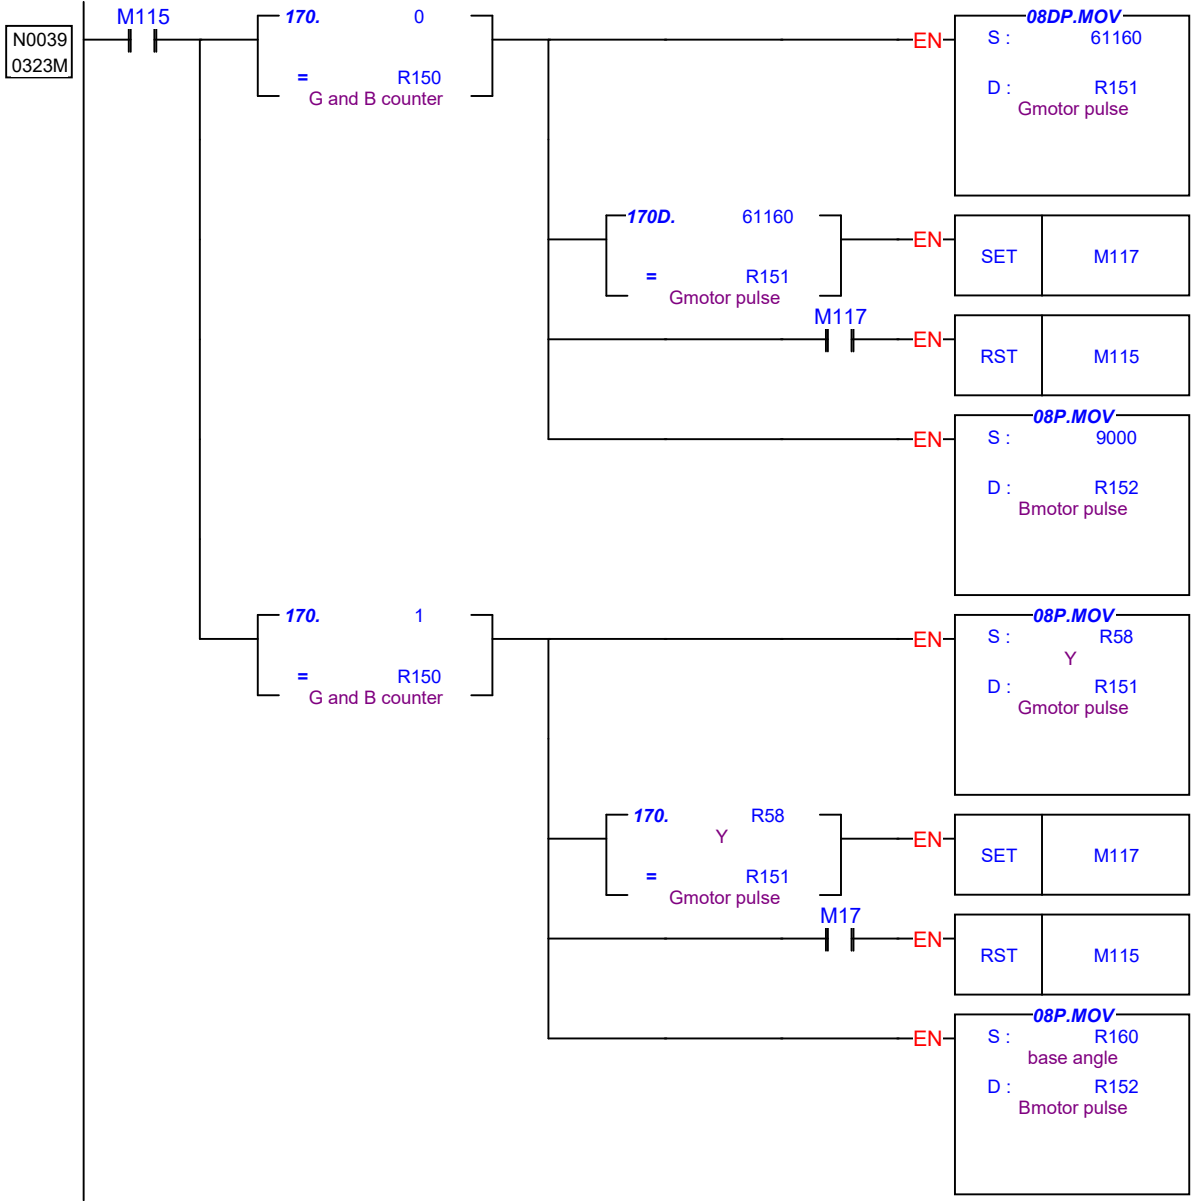 M115
N0039
0323M
170. 0
= R150
G and B counter
EN
08DP.MOV
S : 61160
D : R151
Gmotor pulse
170D. 61160
= R151
Gmotor pulse
EN
SET M117
M117
EN
RST M115
EN
08P.MOV
S : 9000
D : R152
Bmotor pulse
170. 1
= R150
G and B counter
EN
08P.MOV
S : R58
Y
D : R151
Gmotor pulse
170. R58
Y
= R151
Gmotor pulse
EN
SET M117
M17
EN
RST M115
EN
08P.MOV
S : R160
base angle
D : R152
Bmotor pulse